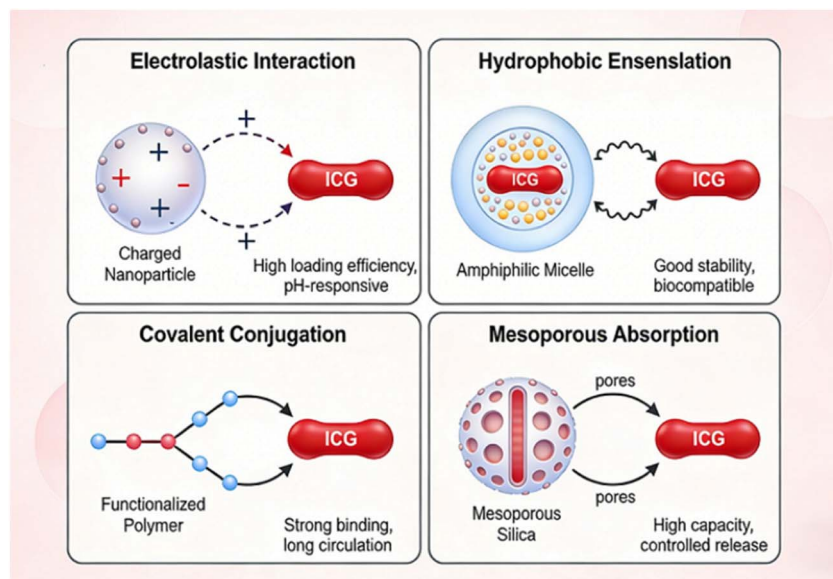 Electrolastic Interaction
+
+
+
-
+
+
ICG
Charged
Nanoparticle
High loading efficiency,
pH-responsive
Hydrophobic Ensenslation
ICG
ICG
Amphiphilic Micelle
Good stability,
biocompatible
Covalent Conjugation
ICG
Functionalized
Polymer
Strong binding,
long circulation
Mesoporous Absorption
pores
ICG
pores
Mesoporous
Silica
High capacity,
controlled release